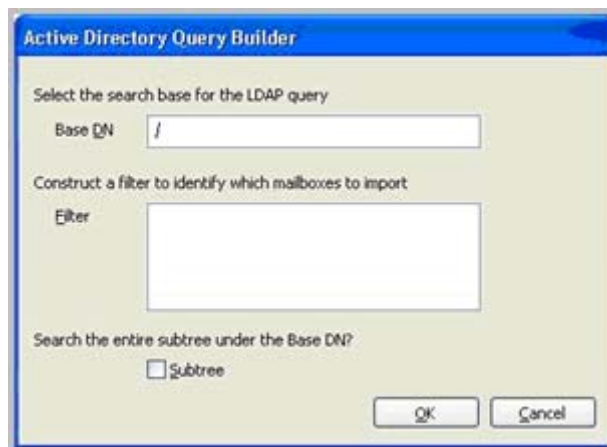 Active Directory Query Builder
Select the search base for the LDAP query
Base DN /
Construct a filter to identify which mailboxes to import
Filter
Search the entire subtree under the Base DN?
Subtree
OK Cancel